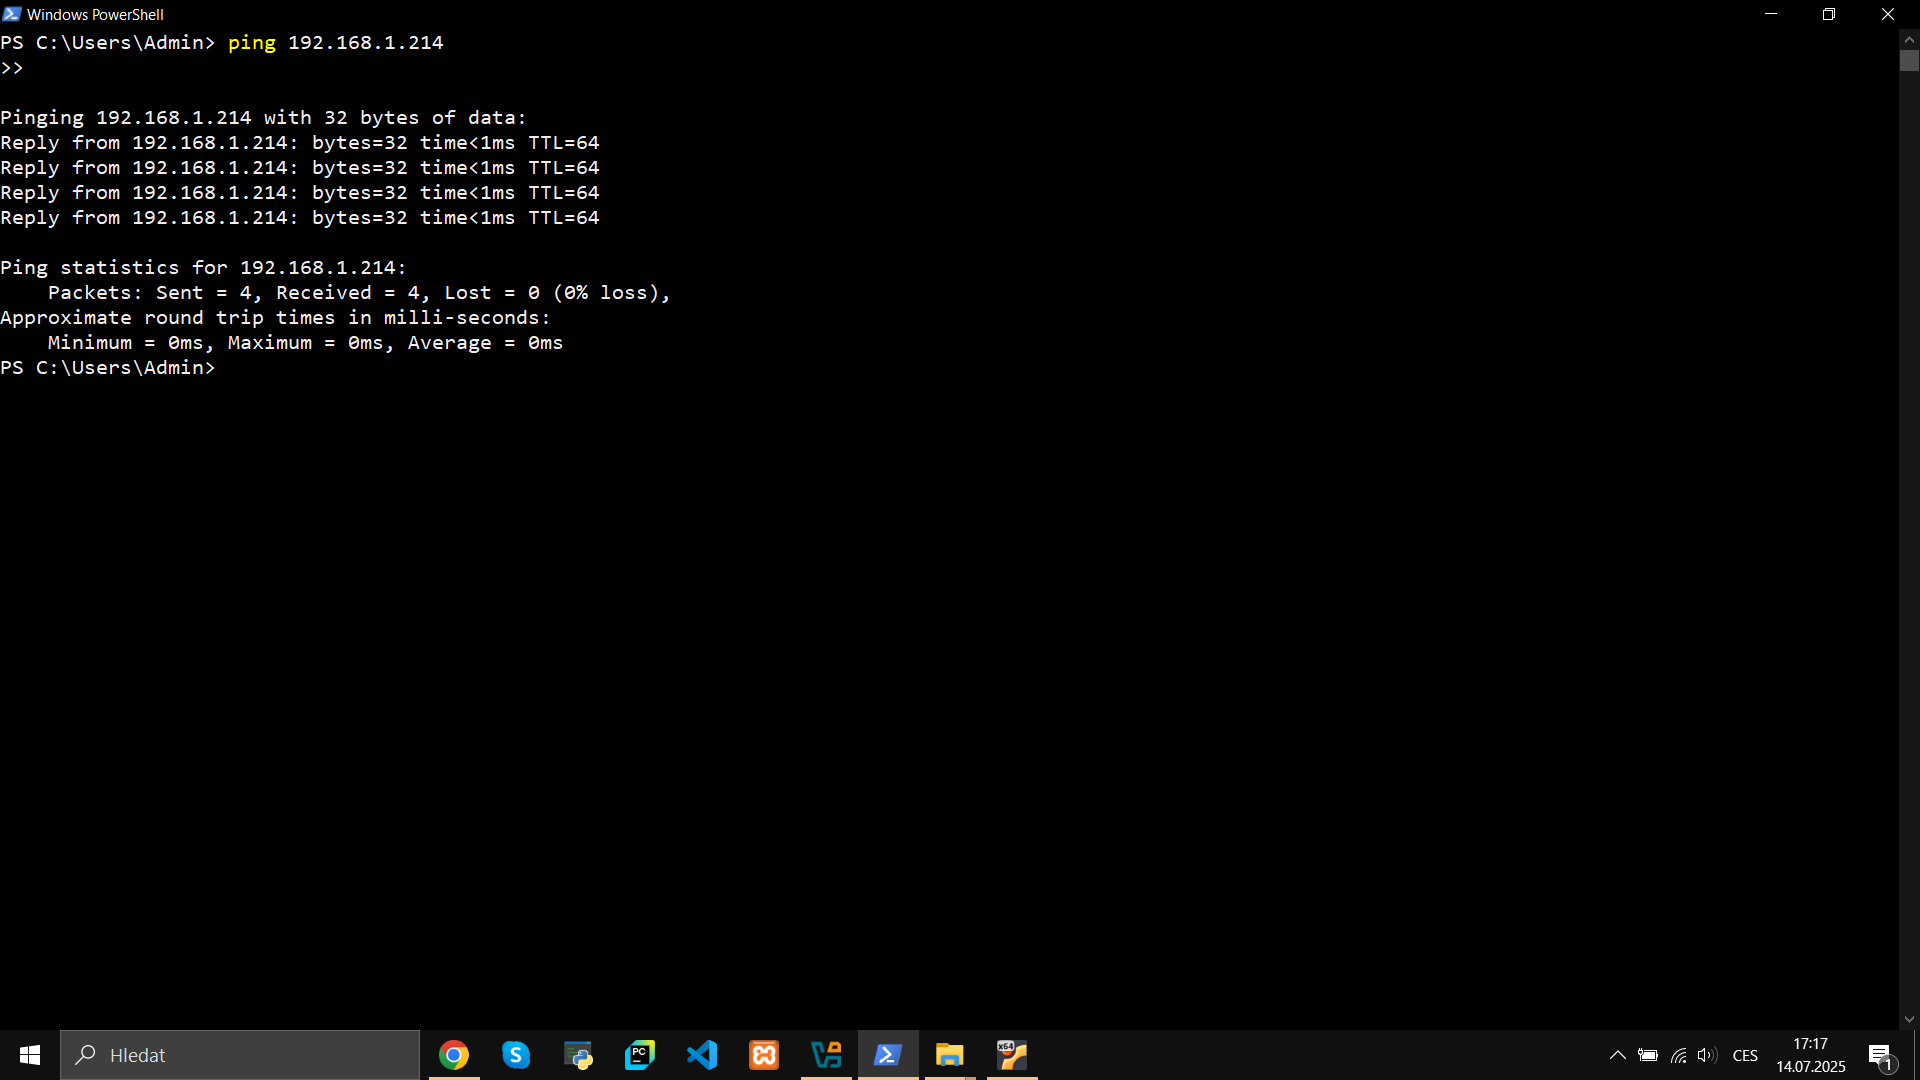 Windows PowerShell
PS C:\Users\Admin> ping 192.168.1.214
>>
Pinging 192.168.1.214 with 32 bytes of data:
Reply from 192.168.1.214: bytes=32 time<1ms TTL=64
Reply from 192.168.1.214: bytes=32 time<1ms TTL=64
Reply from 192.168.1.214: bytes=32 time<1ms TTL=64
Reply from 192.168.1.214: bytes=32 time<1ms TTL=64
Ping statistics for 192.168.1.214:
    Packets: Sent = 4, Received = 4, Lost = 0 (0% loss),
Approximate round trip times in milli-seconds:
    Minimum = 0ms, Maximum = 0ms, Average = 0ms
PS C:\Users\Admin>
Hledat
S
PC
x64
CES
17:17
14.07.2025
1